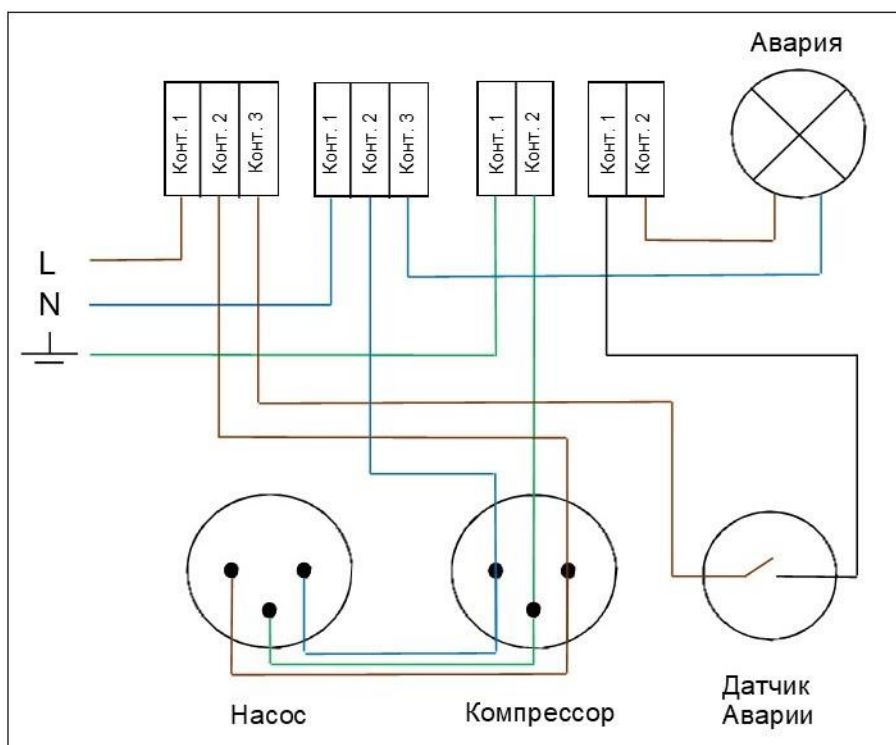 Авария
Конт. 1
Конт. 2
Конт. 3
Конт. 1
Конт. 2
Конт. 3
Конт. 1
Конт. 2
Конт. 1
Конт. 2
L
N
Насос
Компрессор
Датчик
Аварии